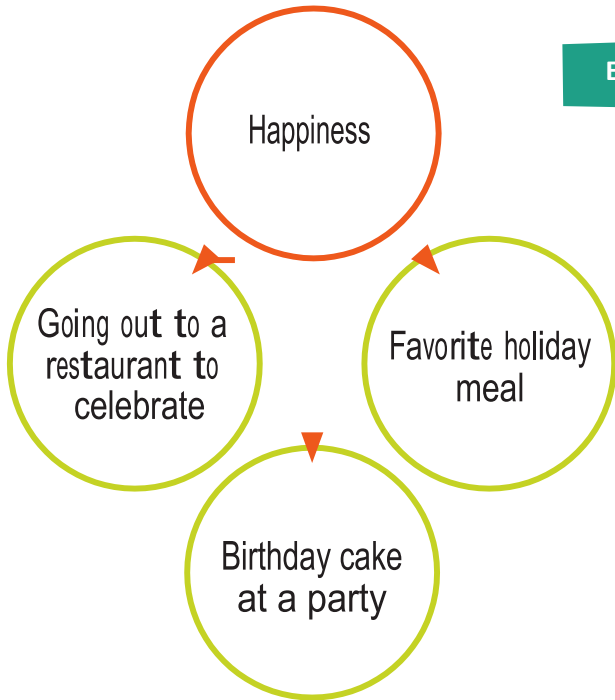 Happiness
Going out to a
restaurant to
celebrate
Favorite holiday
meal
Birthday cake
at a party